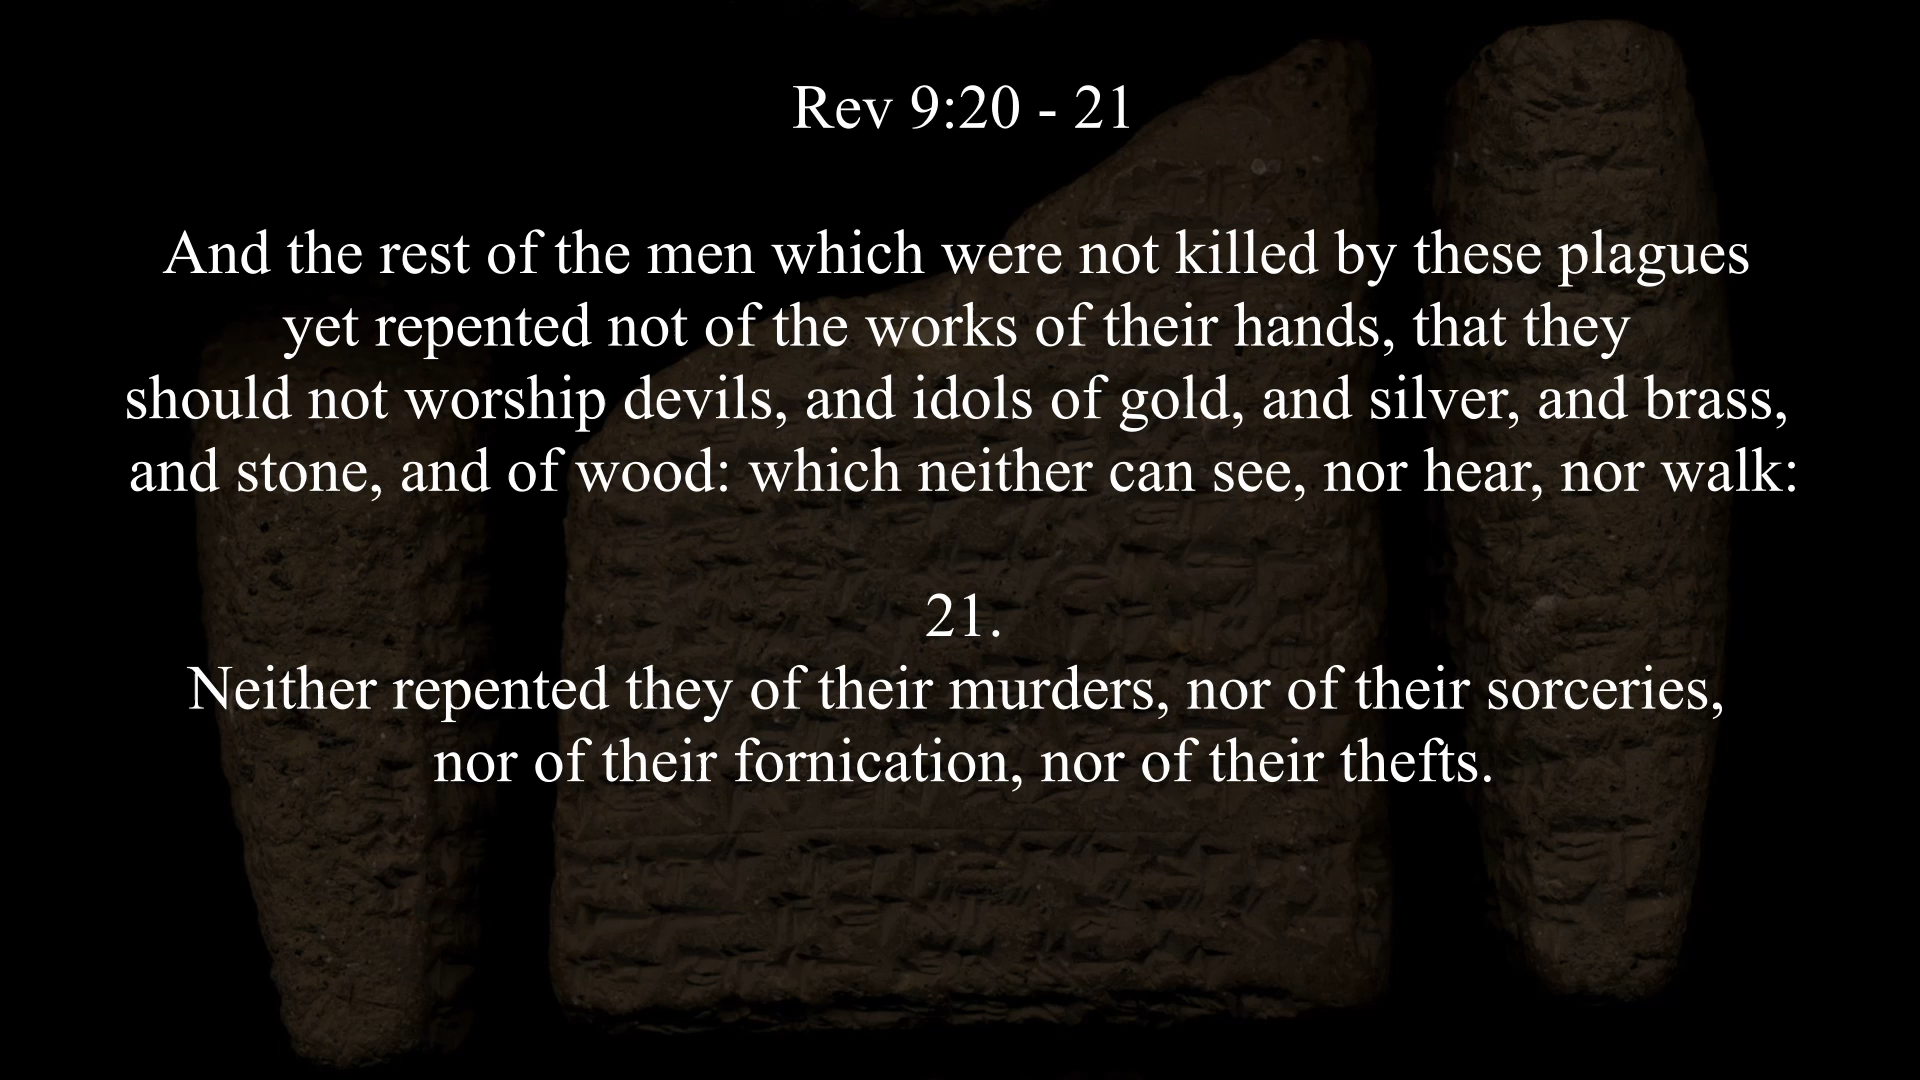 Rev 9:20 - 21
And the rest of the men which were not killed by these plagues
yet repented not of the works of their hands, that they
should not worship devils, and idols of gold, and silver, and brass,
and stone, and of wood: which neither can see, nor hear, nor walk:
21.
Neither repented they of their murders, nor of their sorceries,
nor of their fornication, nor of their thefts.